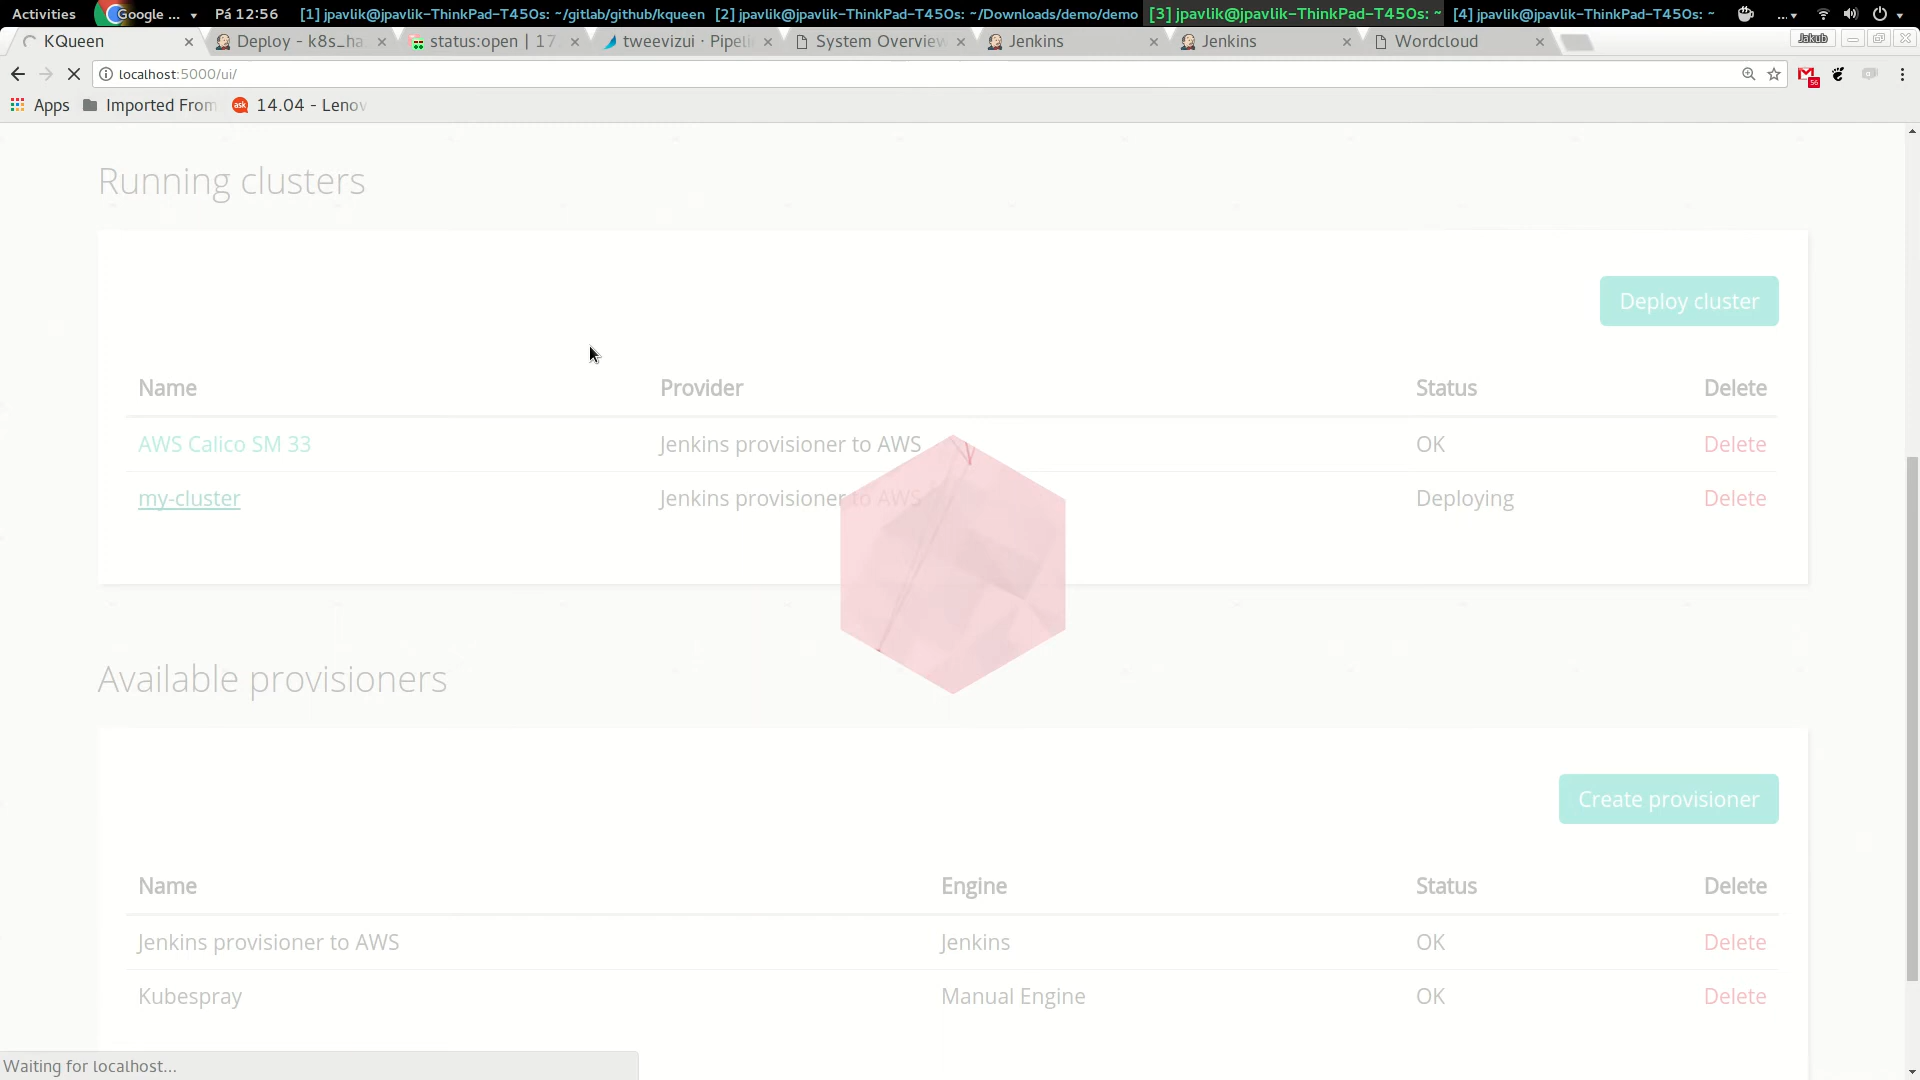 Activities Google ... Pá 12:56 [1] jpavlik@jpavlik-ThinkPad-T450s: ~/gitlab/github/kqueen [2] jpavlik@jpavlik-ThinkPad-T450s: ~/Downloads/demo/demo [3] jpavlik@jpavlik-ThinkPad-T450s: ~ [4] jpavlik@jpavlik-ThinkPad-T450s: ~
KQueen Deploy - k8s_ha status:open | 17 tweevizui · Pipeli System Overview Jenkins Jenkins Wordcloud Jakub
localhost:5000/ui/ 56
Apps Imported From ask 14.04 - Lenov
Running clusters
Deploy cluster
Name Provider Status Delete
AWS Calico SM 33 Jenkins provisioner to AWS OK Delete
my-cluster Jenkins provisioner to AWS Deploying Delete
Available provisioners
Create provisioner
Name Engine Status Delete
Jenkins provisioner to AWS Jenkins OK Delete
Kubespray Manual Engine OK Delete
Waiting for localhost...